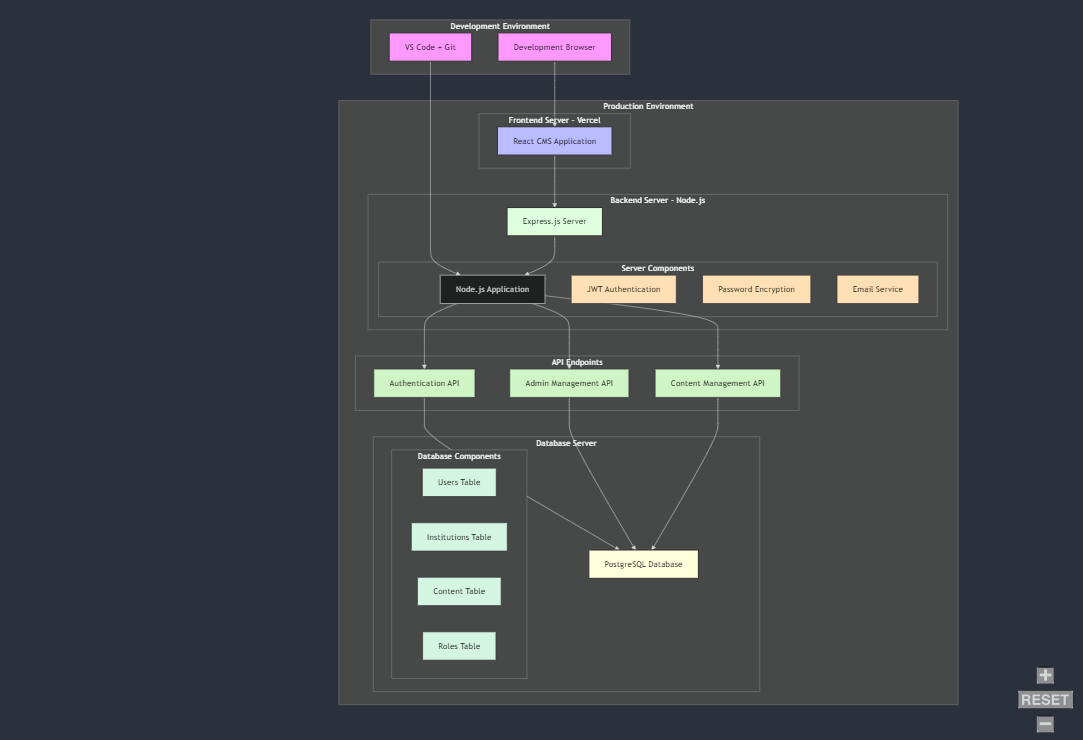 Development Environment
VS Code + Git
Development Browser
Production Environment
Frontend Server - Vercel
React CMS Application
Backend Server - Node.js
Express.js Server
Server Components
Node.js Application
JWT Authentication
Password Encryption
Email Service
API Endpoints
Authentication API
Admin Management API
Content Management API
Database Server
Database Components
Users Table
Institutions Table
PostgreSQL Database
Content Table
Roles Table
+
RESET
−